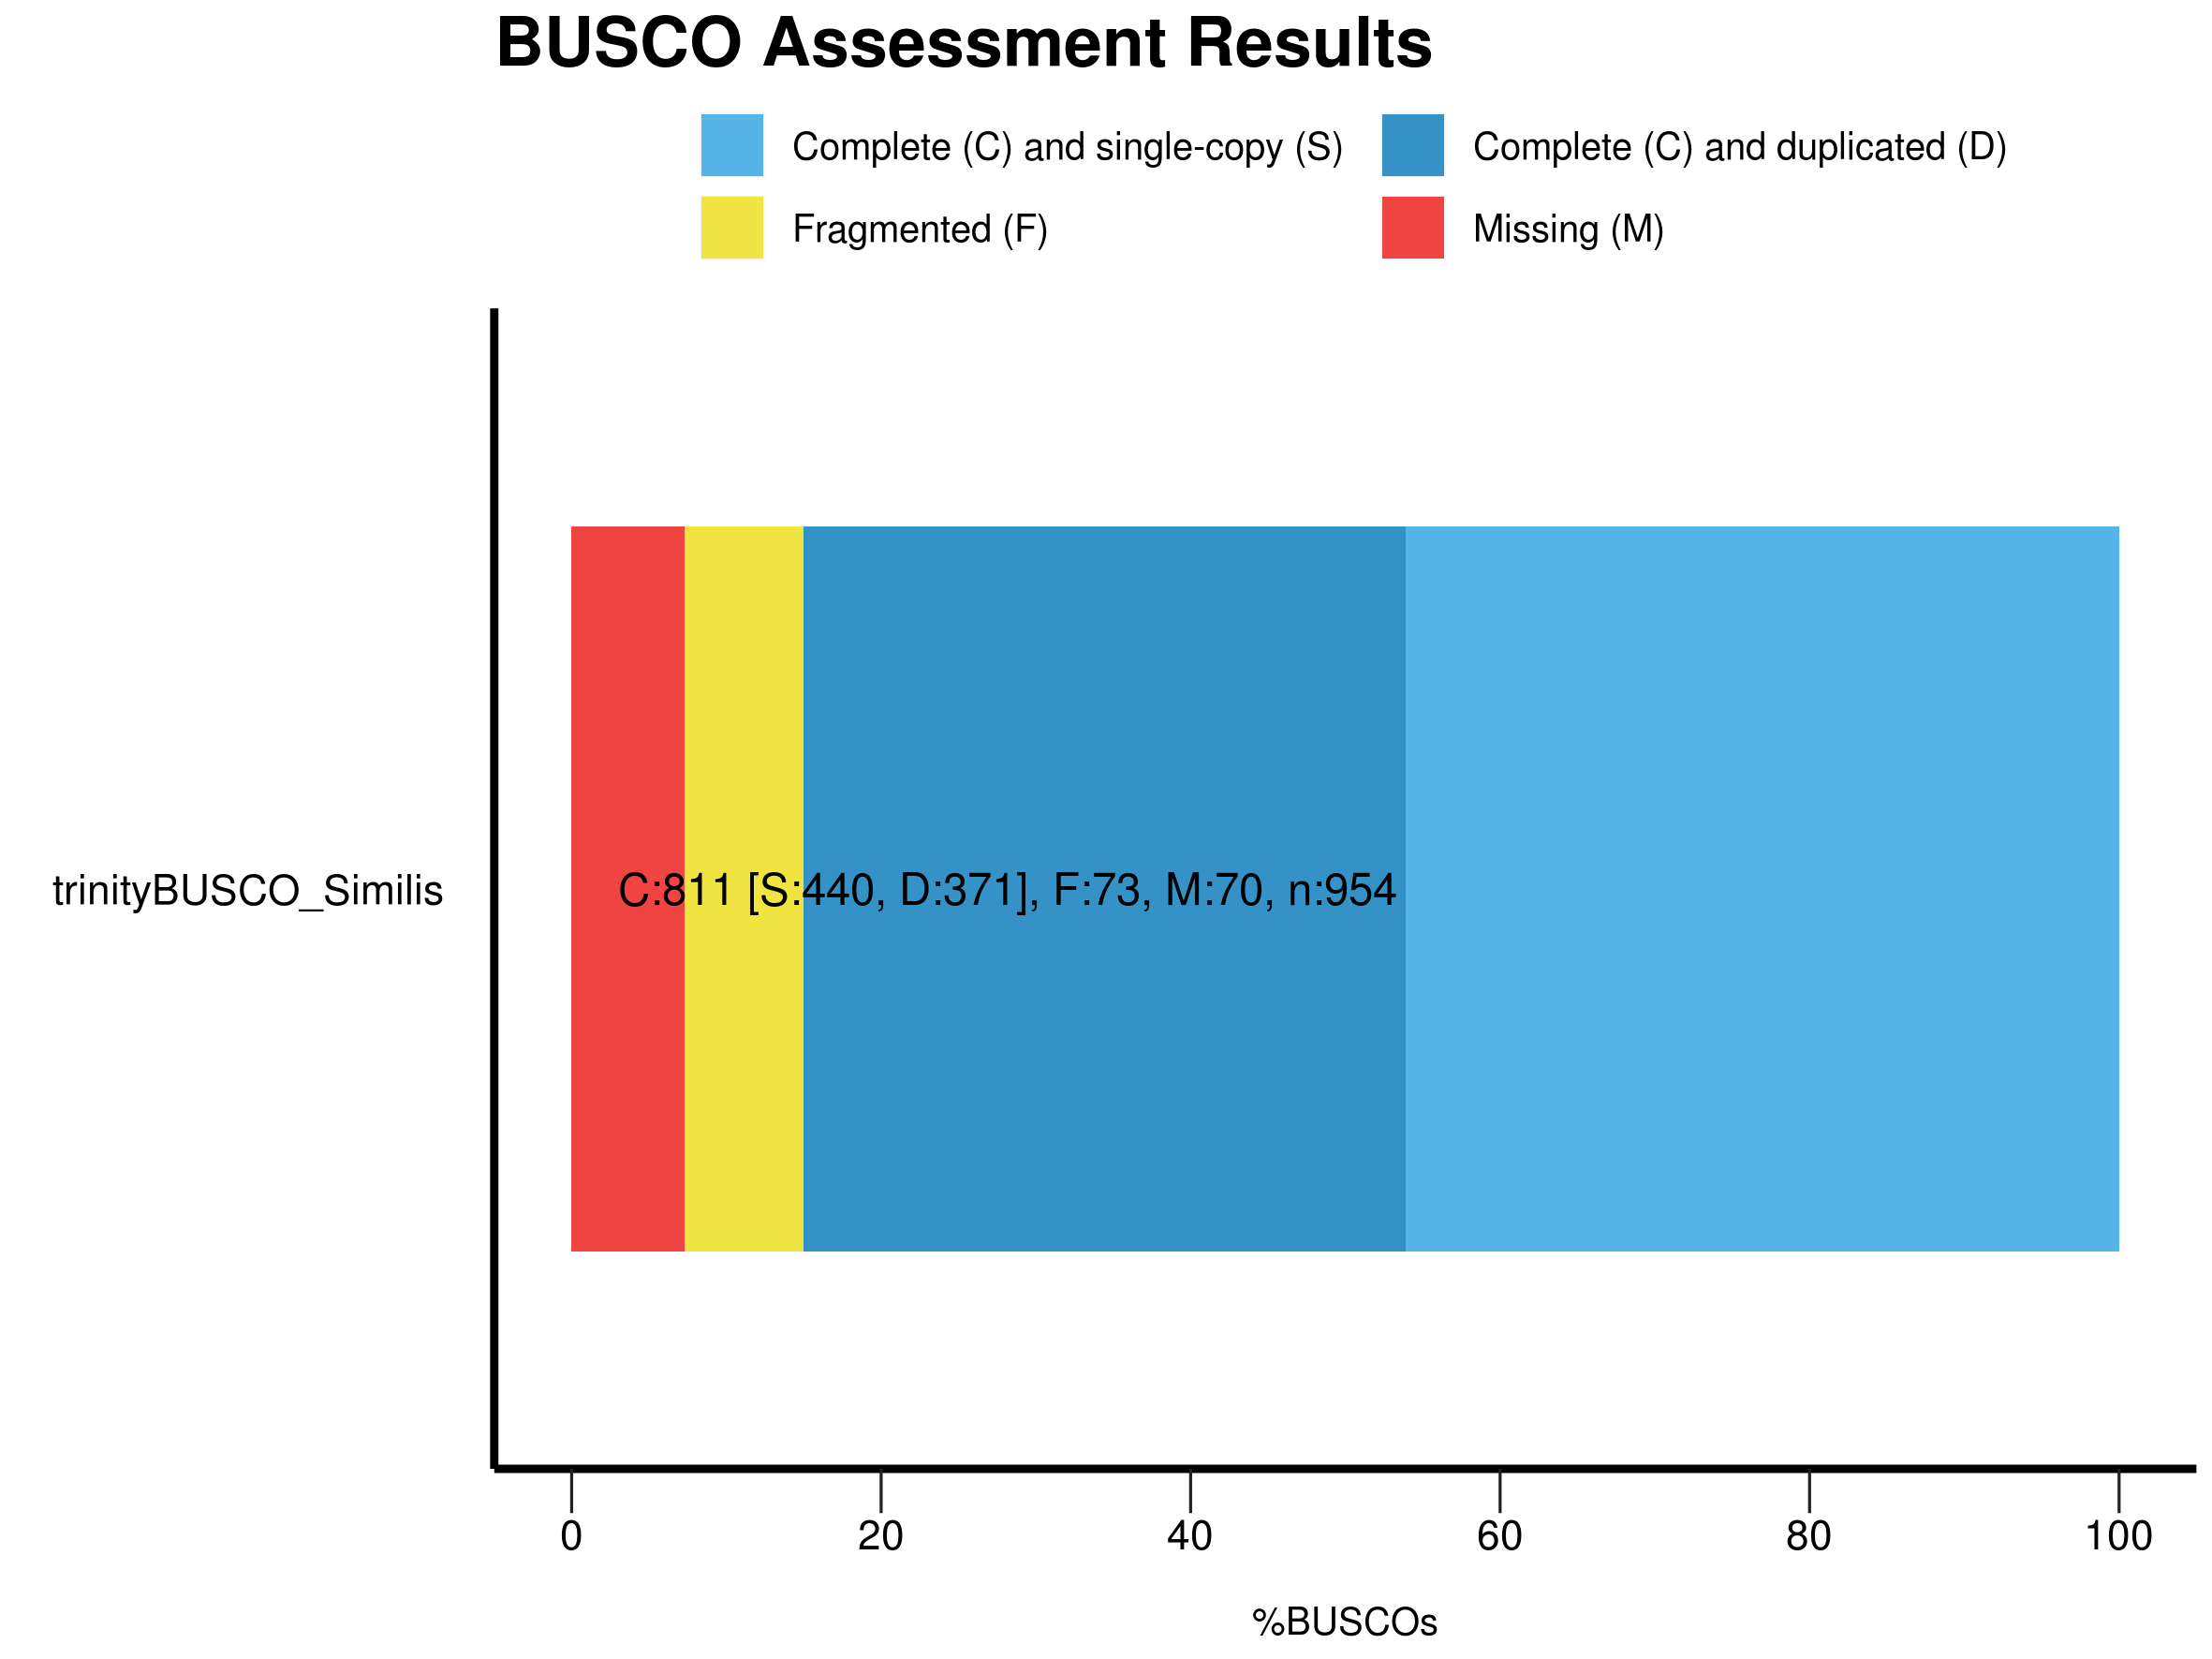 BUSCO Assessment Results
Complete (C) and single-copy (S)
Complete (C) and duplicated (D)
Fragmented (F)
Missing (M)
trinityBUSCO_Similis
C:811 [S:440, D:371], F:73, M:70, n:954
0 20 40 60 80 100
%BUSCOs